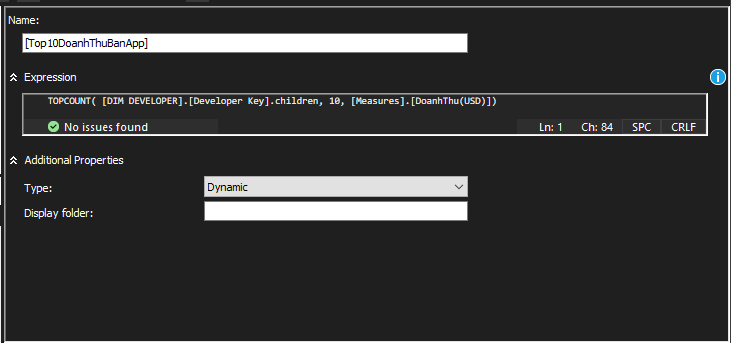 Name:
[Top10DoanhThuBanApp]
Expression
TOPCOUNT( [DIM DEVELOPER].[Developer Key].children, 10, [Measures].[DoanhThu(USD)])
No issues found Ln: 1 Ch: 84 SPC CRLF
Additional Properties
Type: Dynamic
Display folder: